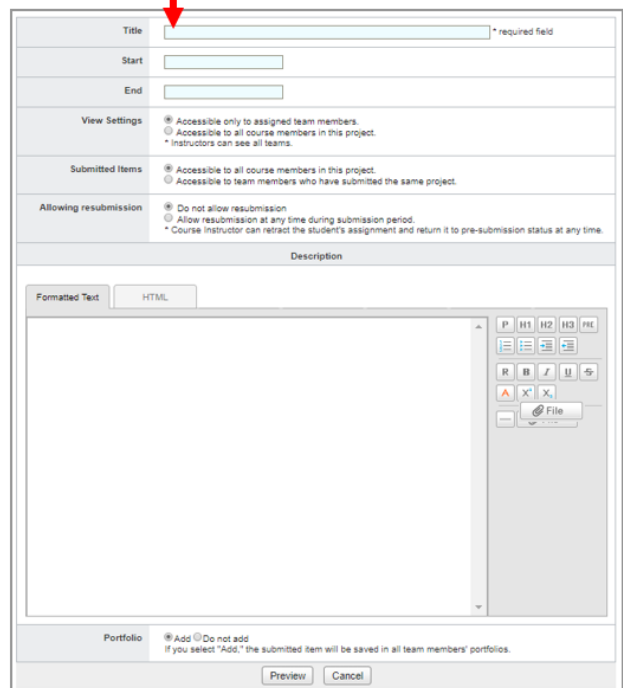 Title
* required field
Start
End
View Settings
Accessible only to assigned team members.
Accessible to all course members in this project.
* Instructors can see all teams.
Submitted Items
Accessible to all course members in this project.
Accessible to team members who have submitted the same project.
Allowing resubmission
Do not allow resubmission
Allow resubmission at any time during submission period.
* Course Instructor can retract the student's assignment and return it to pre-submission status at any time.
Description
Formatted Text HTML
P H1 H2 H3 PRE
R B I U S
A X² X₂
File
Portfolio
Add Do not add
If you select "Add," the submitted item will be saved in all team members' portfolios.
Preview Cancel